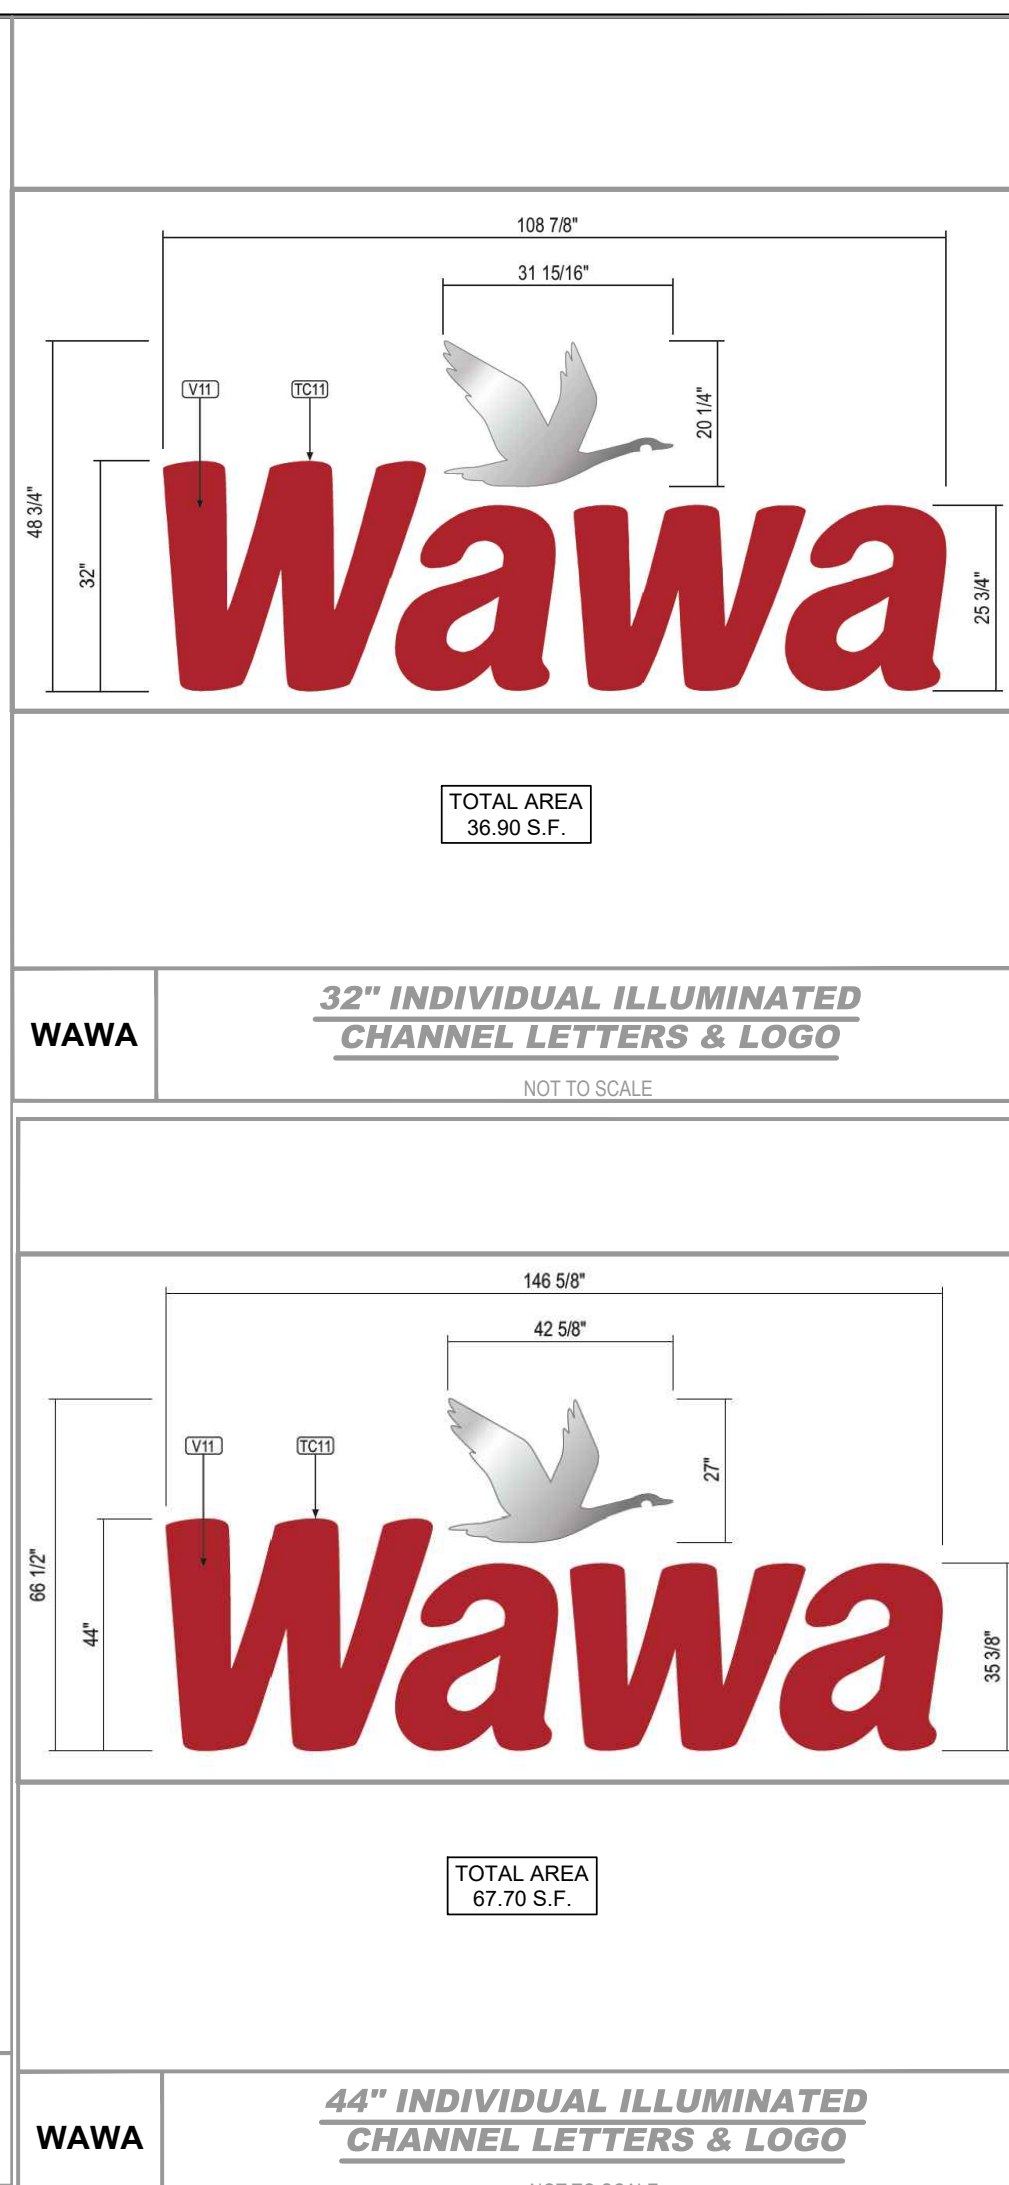 108 7/8"
31 15/16"
20 1/4"
V11
TC11
48 3/4"
32"
25 3/4"
Wawa
TOTAL AREA
36.90 S.F.
WAWA
32" INDIVIDUAL ILLUMINATED
CHANNEL LETTERS & LOGO
NOT TO SCALE
146 5/8"
42 5/8"
27"
V11
TC11
66 1/2"
44"
35 3/8"
Wawa
TOTAL AREA
67.70 S.F.
WAWA
44" INDIVIDUAL ILLUMINATED
CHANNEL LETTERS & LOGO
NOT TO SCALE